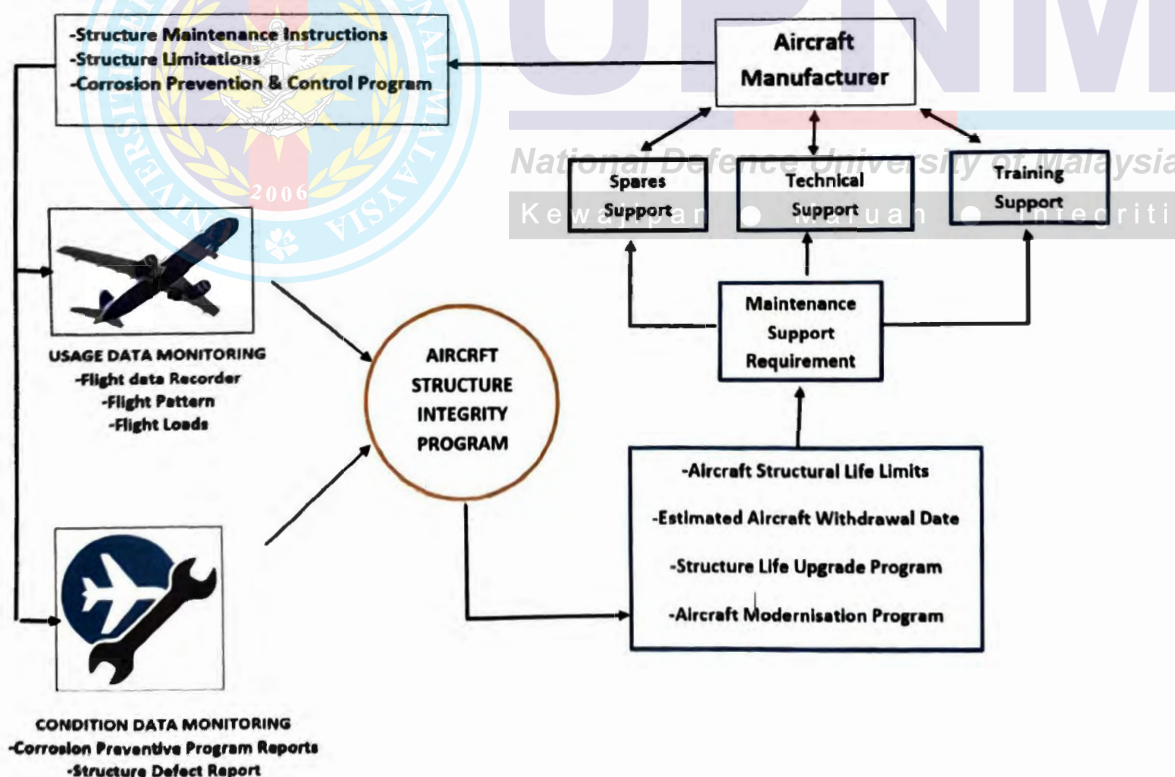 -Structure Maintenance Instructions
-Structure Limitations
-Corrosion Prevention & Control Program
Aircraft
Manufacturer
UPNM
National Defence University of Malaysia
Kewajipan ● Maruah ● Integriti
2006
Spares
Support
Technical
Support
Training
Support
USAGE DATA MONITORING
-Flight data Recorder
-Flight Pattern
-Flight Loads
AIRCRFT
STRUCTURE
INTEGRITY
PROGRAM
Maintenance
Support
Requirement
-Aircraft Structural Life Limits
-Estimated Aircraft Withdrawal Date
-Structure Life Upgrade Program
-Aircraft Modernisation Program
CONDITION DATA MONITORING
-Corrosion Preventive Program Reports
-Structure Defect Report